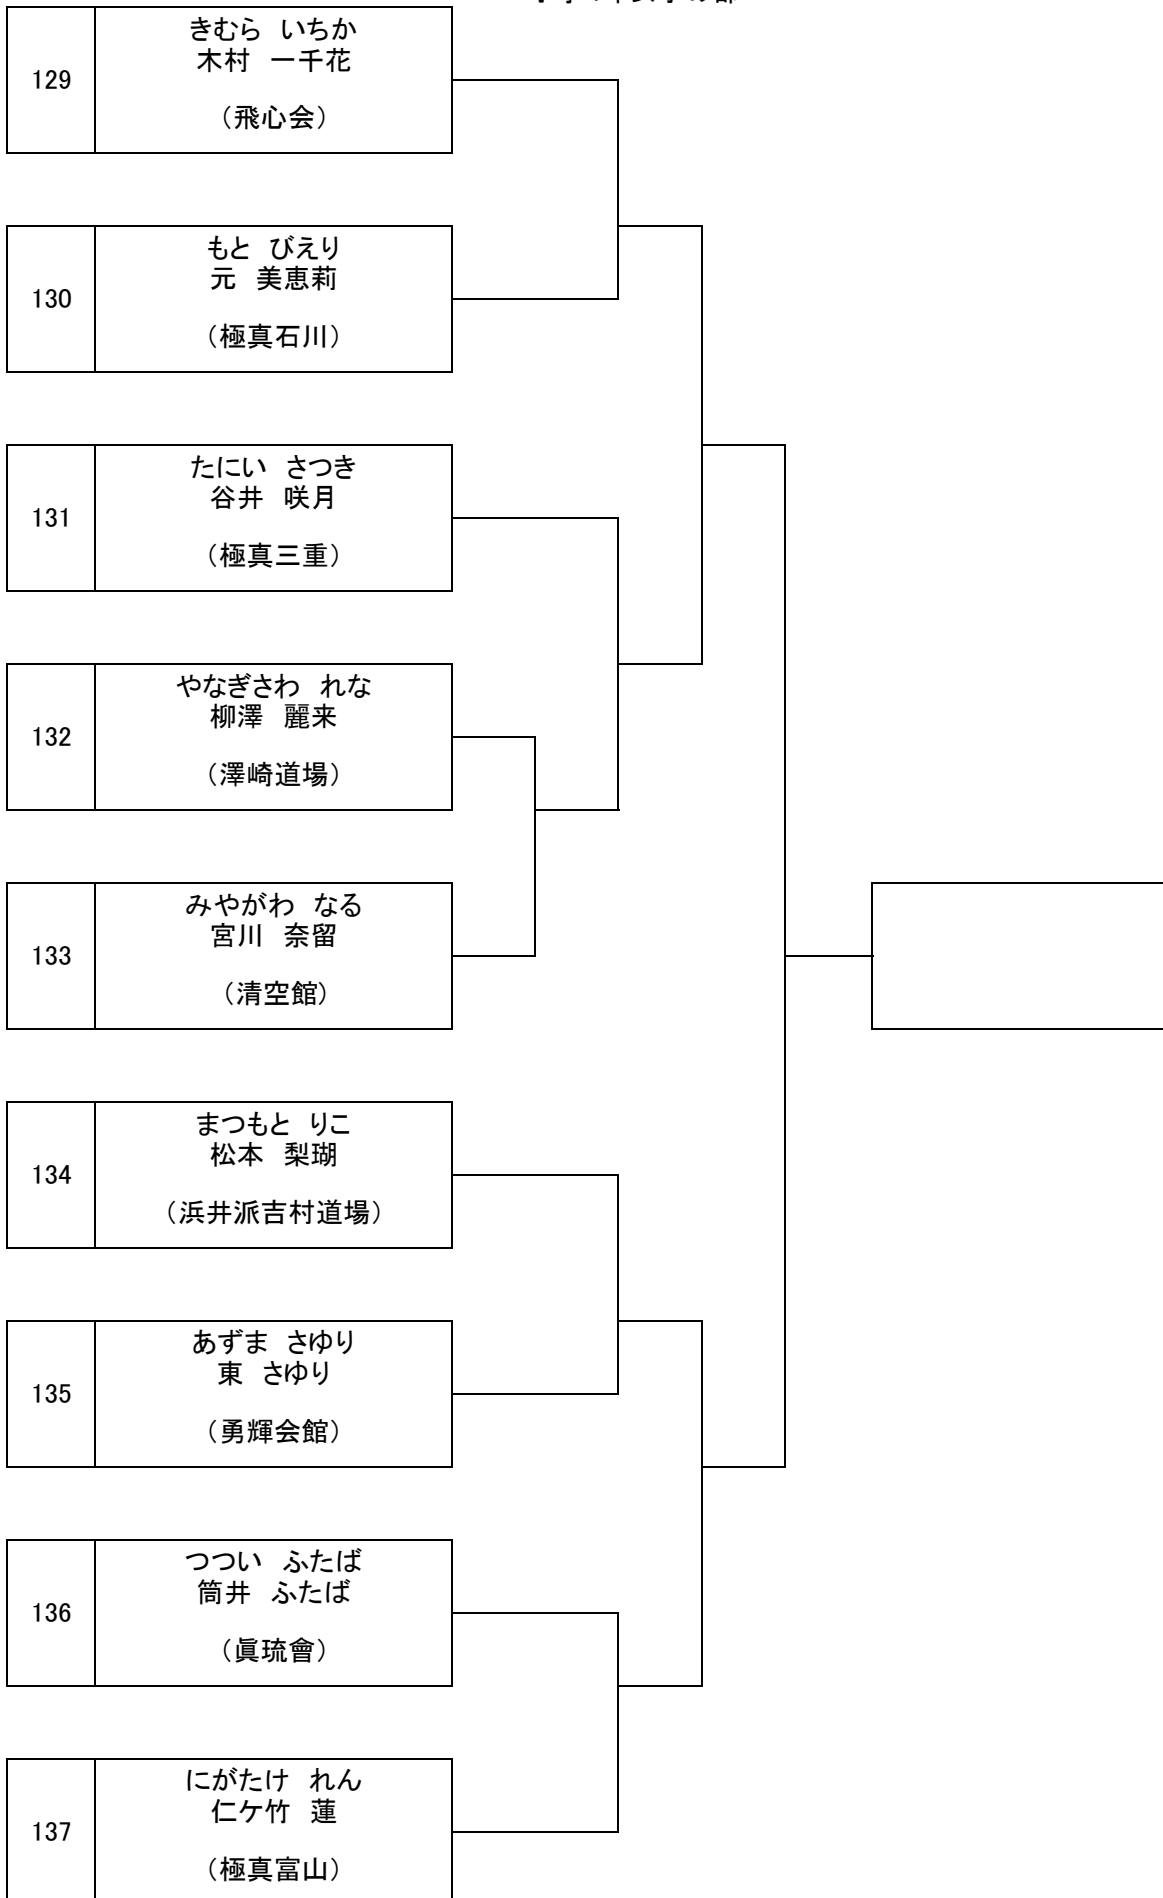 129
きむら　いちか
木村　一千花
（飛心会）
130
もと　びえり
元　美恵莉
（極真石川）
131
たにい　さつき
谷井　咲月
（極真三重）
132
やなぎさわ　れな
柳澤　麗来
（澤崎道場）
133
みやがわ　なる
宮川　奈留
（清空館）
134
まつもと　りこ
松本　梨瑚
（浜井派吉村道場）
135
あずま　さゆり
東　さゆり
（勇輝会館）
136
つつい　ふたば
筒井　ふたば
（眞琉會）
137
にがたけ　れん
仁ケ竹　蓮
（極真富山）